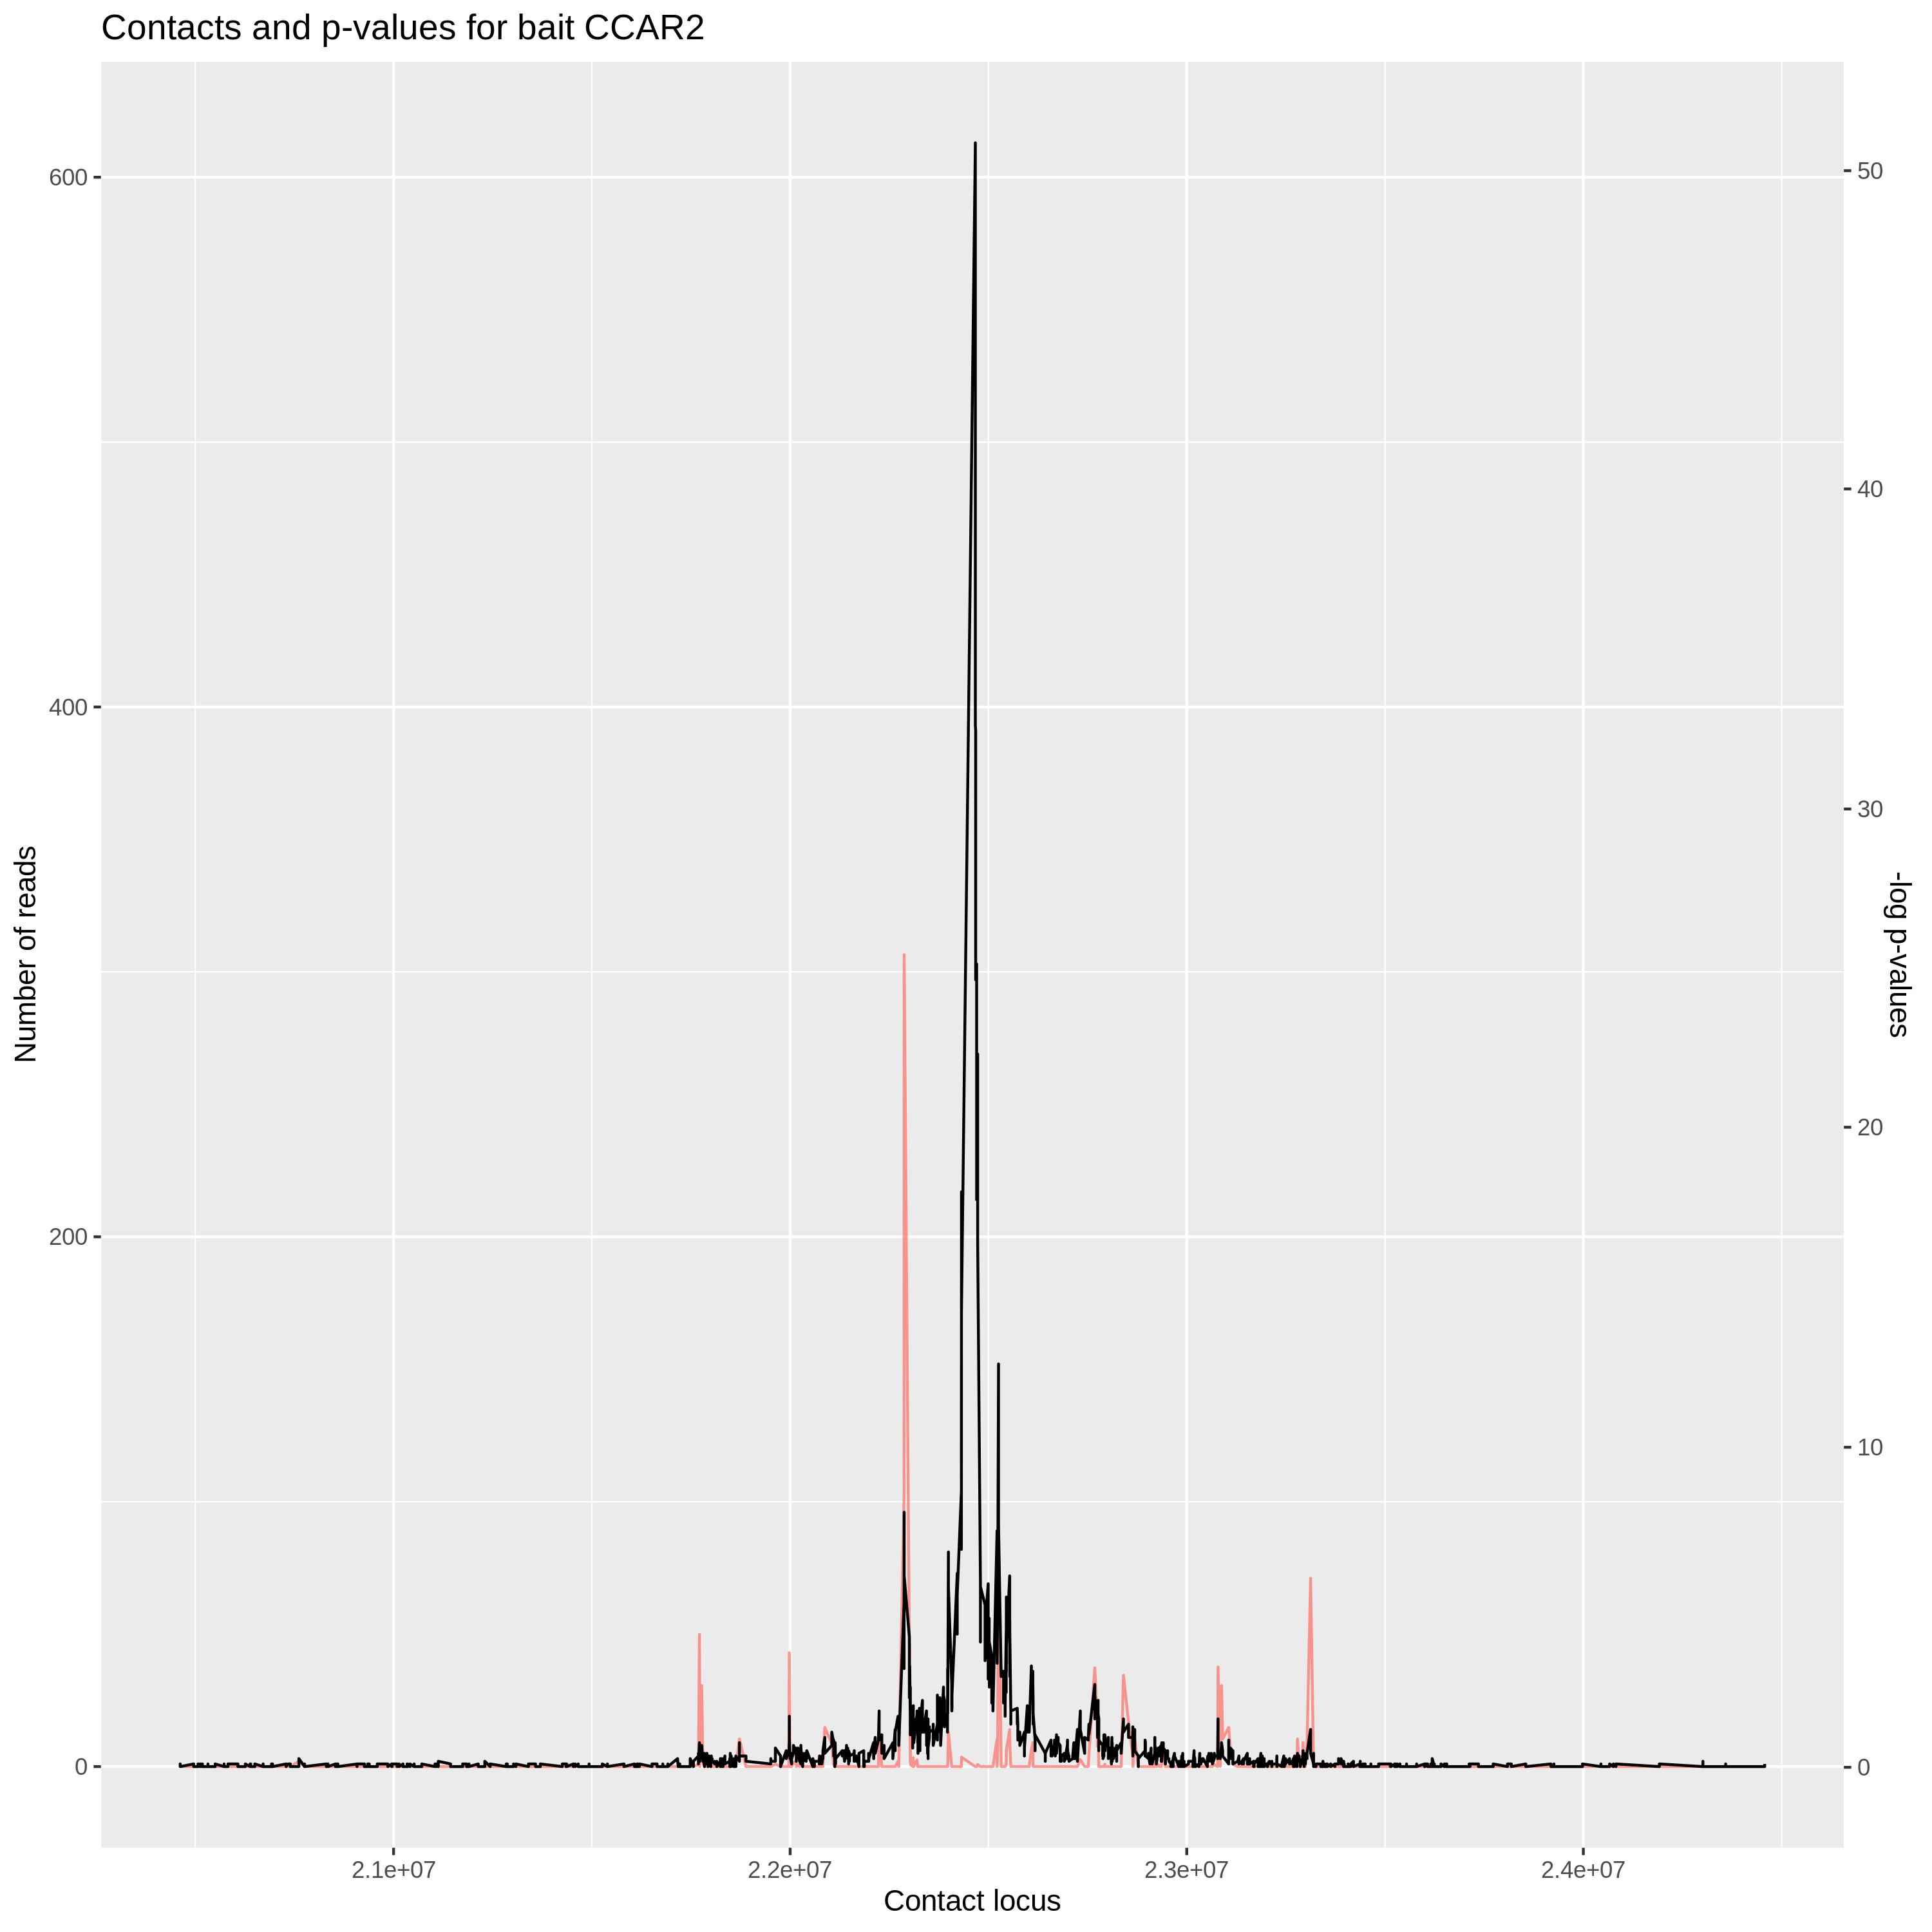 Contacts and p-values for bait CCAR2
600
400
200
0
Number of reads
50
40
30
20
10
0
-log p-values
2.1e+07 2.2e+07 2.3e+07 2.4e+07
Contact locus